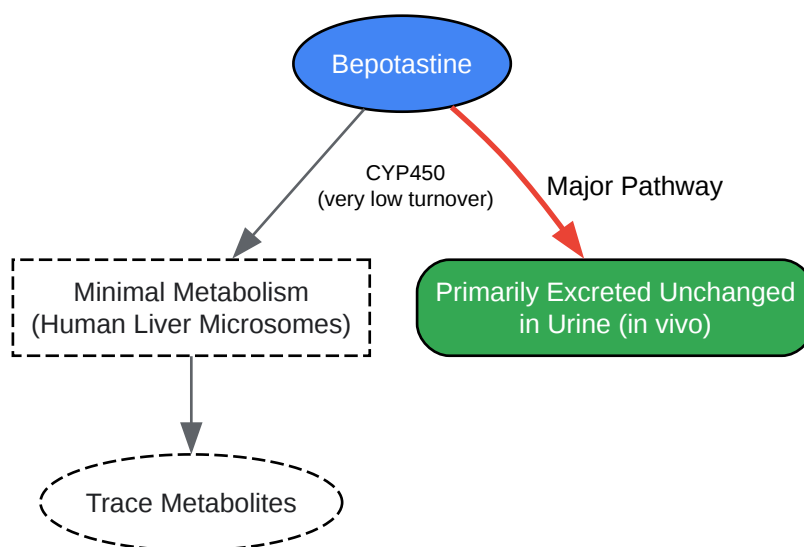 Bepotastine
CYP450
(very low turnover)
Major Pathway
Minimal Metabolism
(Human Liver Microsomes)
Primarily Excreted Unchanged
in Urine (in vivo)
Trace Metabolites